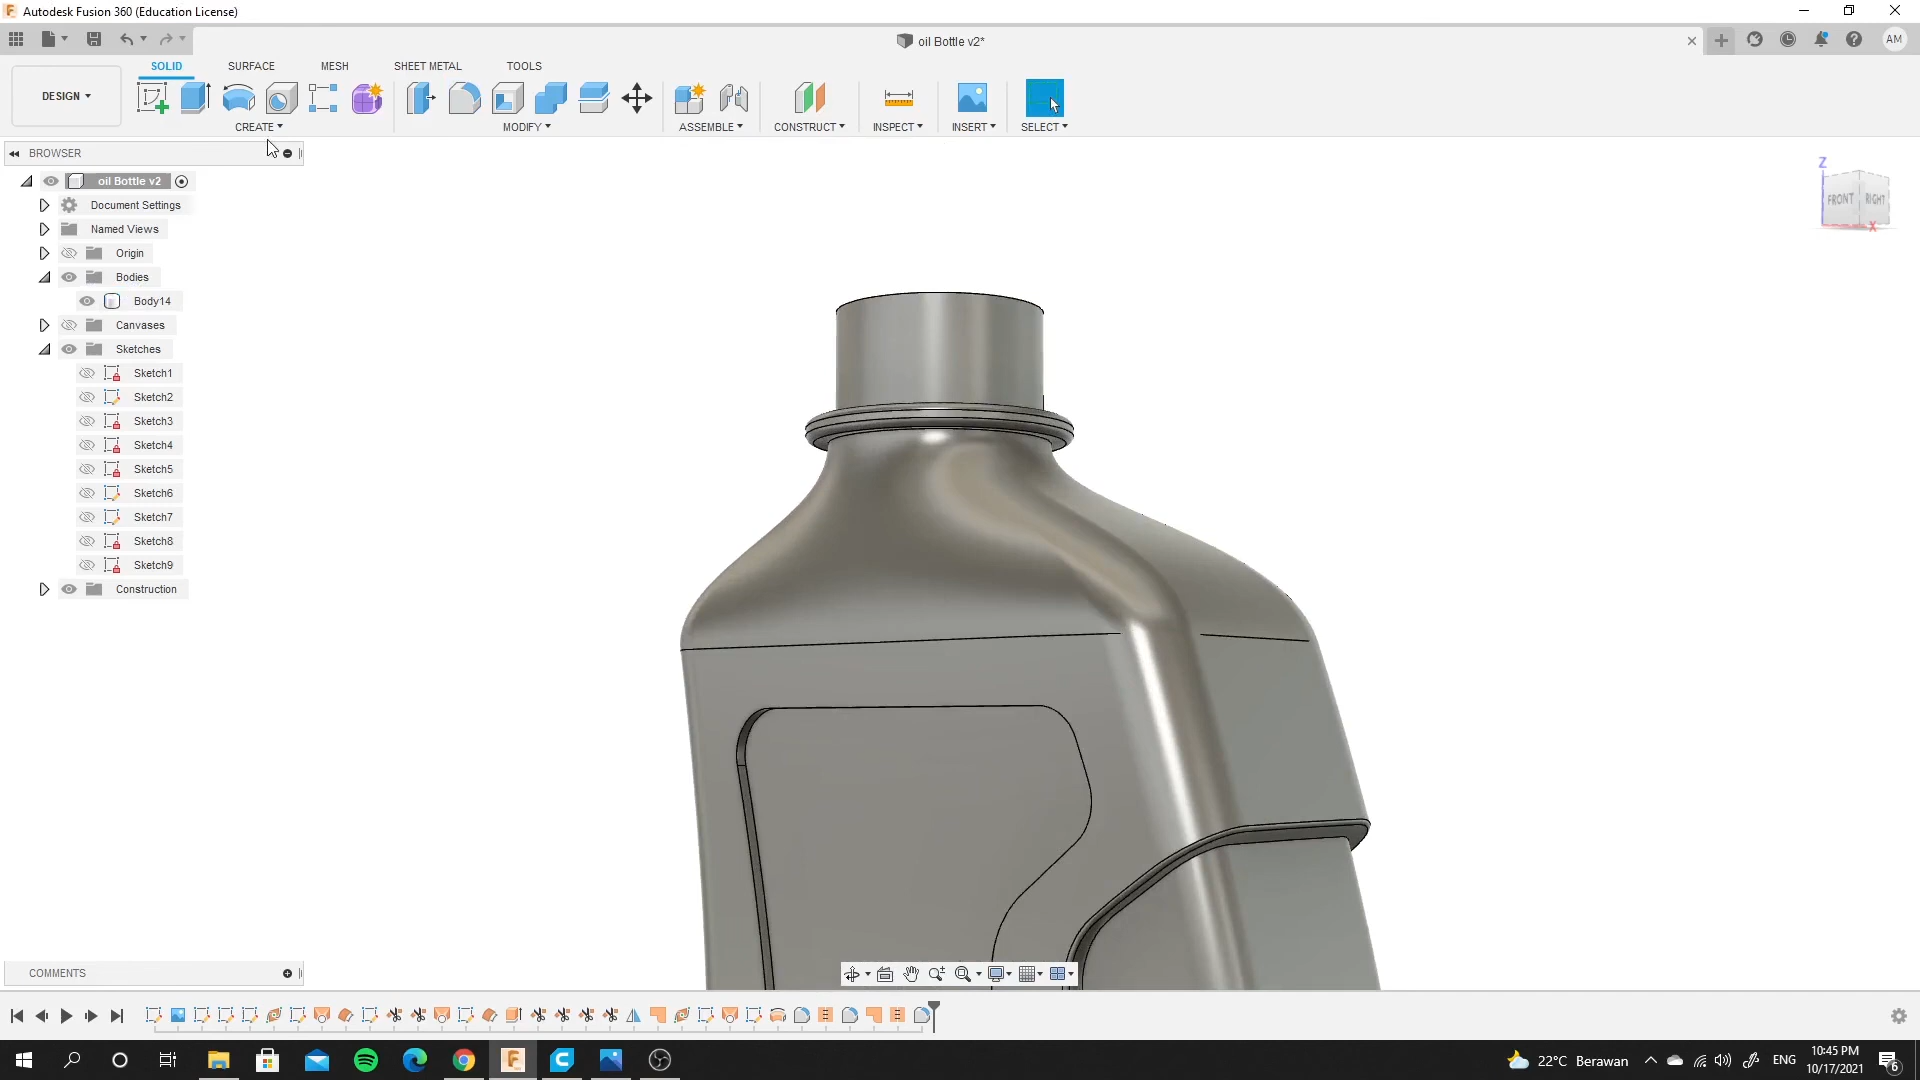 Autodesk Fusion 360 (Education License)
oil Bottle v2*
AM
DESIGN
SOLID
SURFACE
MESH
SHEET METAL
TOOLS
CREATE
MODIFY
ASSEMBLE
CONSTRUCT
INSPECT
INSERT
SELECT
BROWSER
oil Bottle v2
Document Settings
Named Views
Origin
Bodies
Body14
Canvases
Sketches
Sketch1
Sketch2
Sketch3
Sketch4
Sketch5
Sketch6
Sketch7
Sketch8
Sketch9
Construction
Z
FRONT
RIGHT
X
COMMENTS
22°C Berawan
ENG
10:45 PM
10/17/2021
6